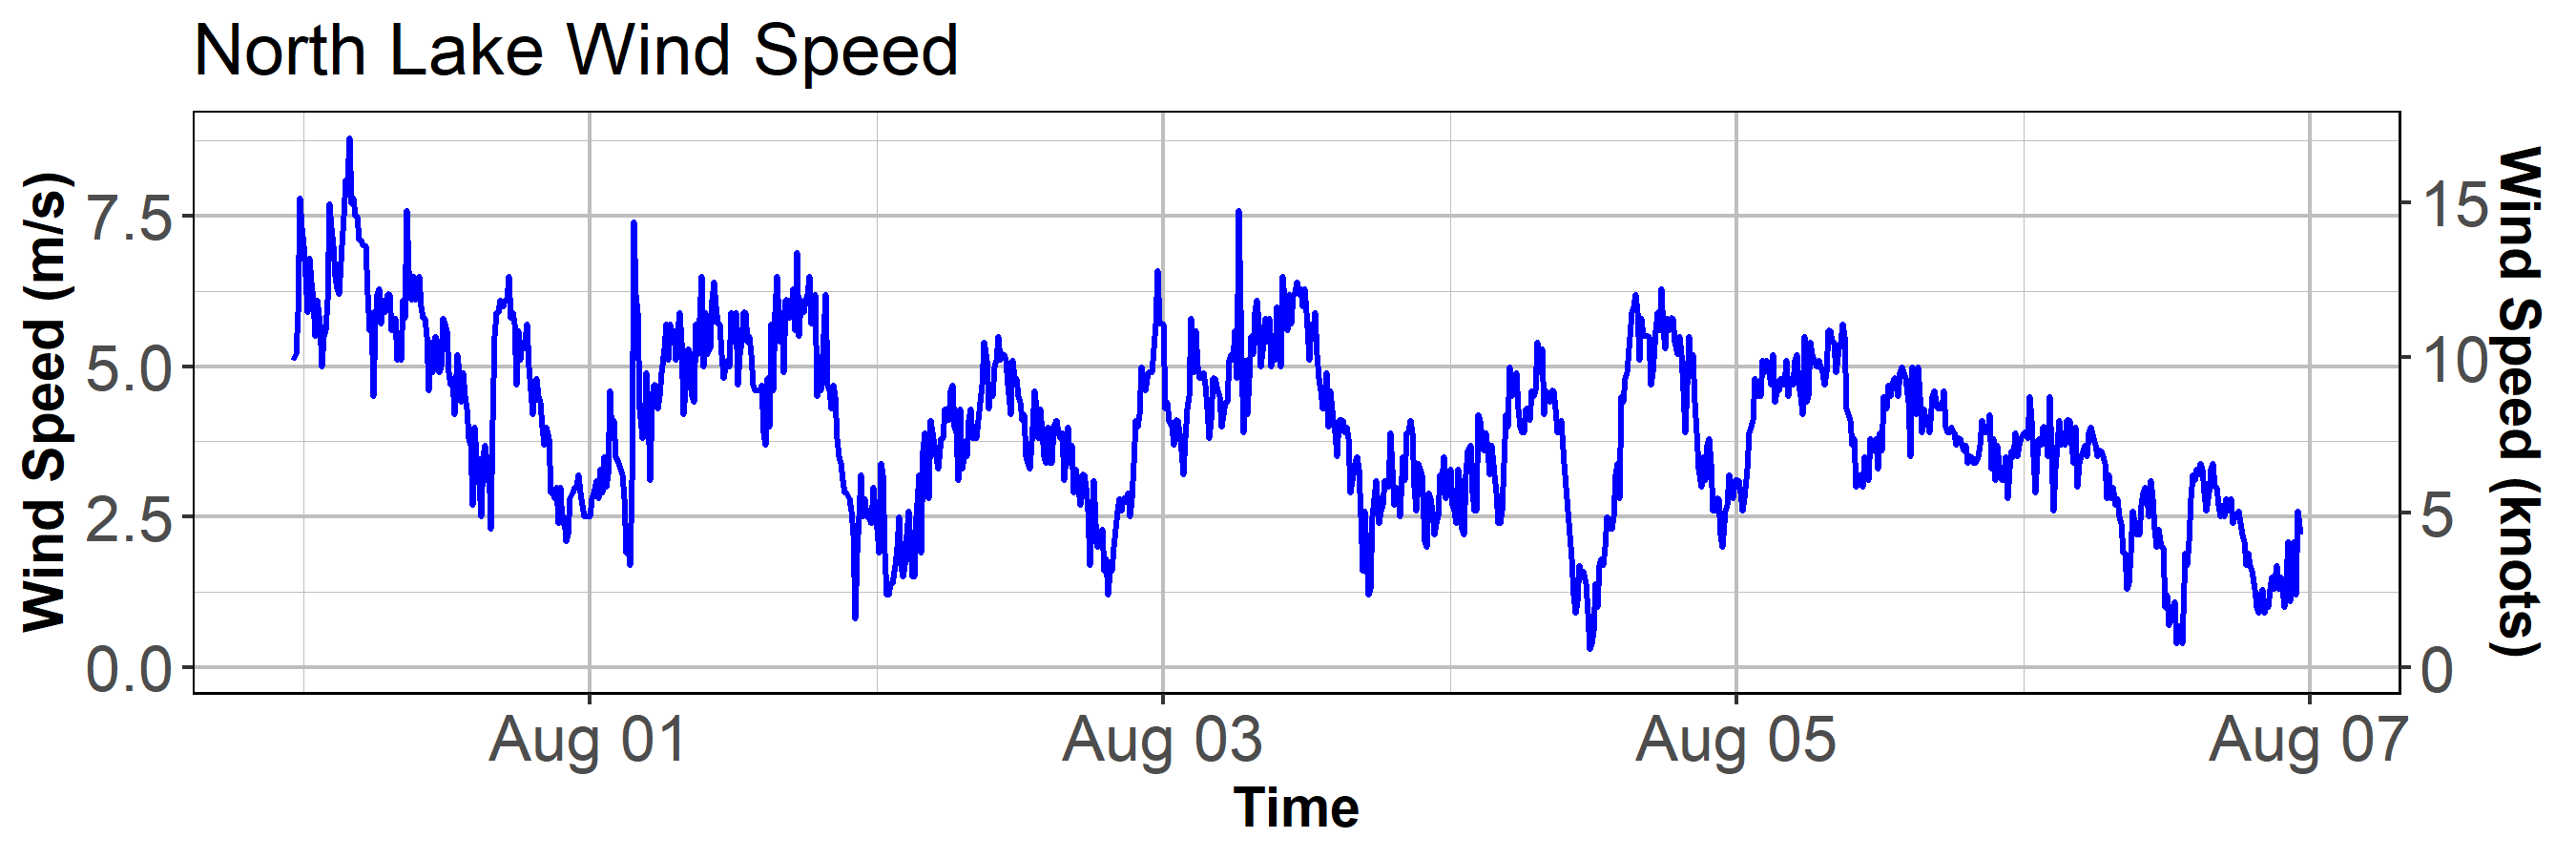 North Lake Wind Speed
Wind Speed (m/s)
7.5
5.0
2.5
0.0
15
10
5
0
Wind Speed (knots)
Aug 01
Aug 03
Aug 05
Aug 07
Time